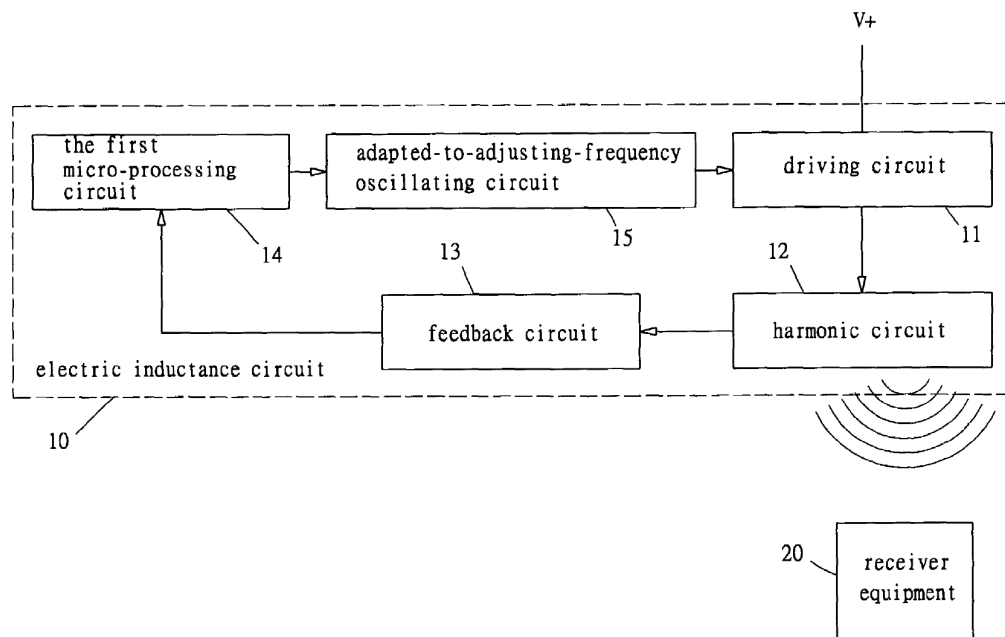 V+
the first
micro-processing
circuit
adapted-to-adjusting-frequency
oscillating circuit
driving circuit
14
15
13
12
11
feedback circuit
harmonic circuit
electric inductance circuit
10
20
receiver
equipment